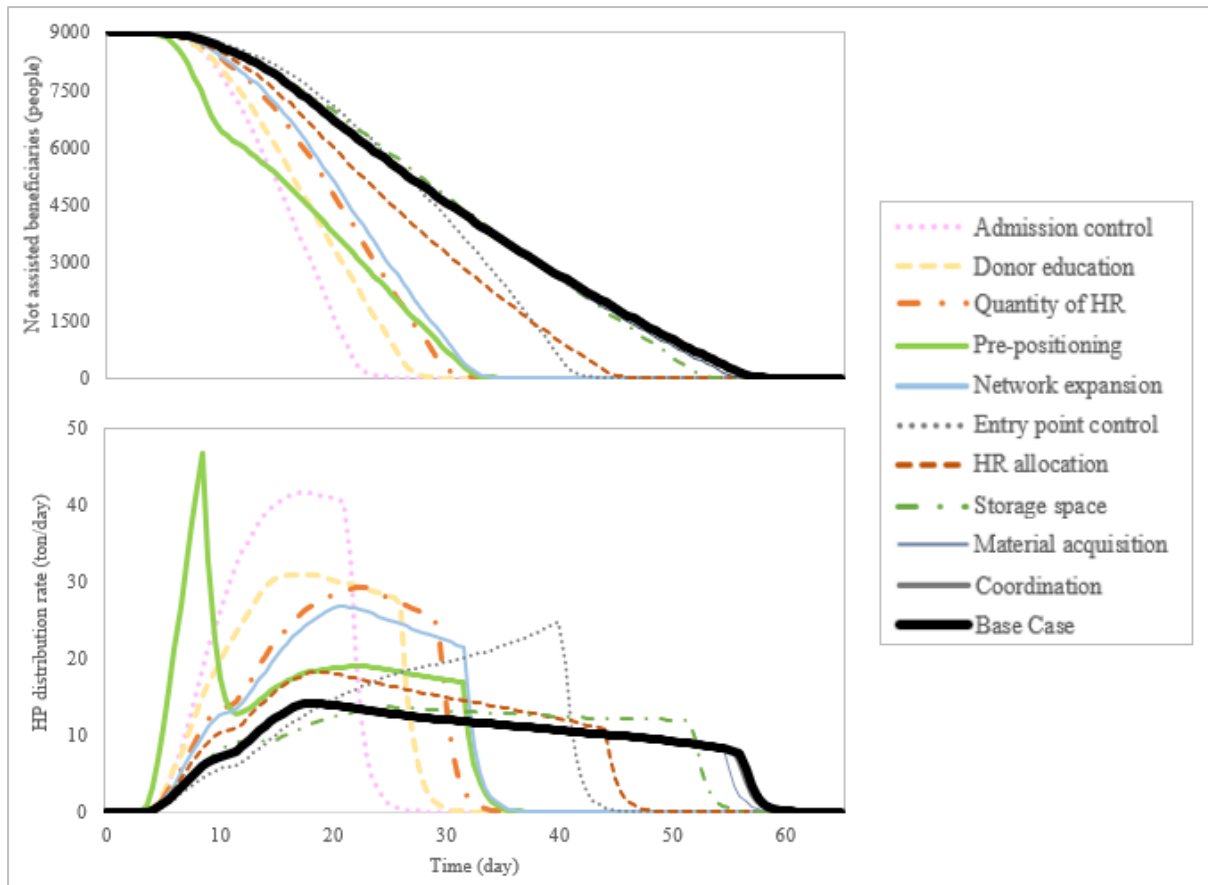 9000
7500
6000
4500
3000
1500
0
Not assisted beneficiaries (people)
50
40
30
20
10
0
HP distribution rate (ton/day)
0 10 20 30 40 50 60
Time (day)
Admission control
Donor education
Quantity of HR
Pre-positioning
Network expansion
Entry point control
HR allocation
Storage space
Material acquisition
Coordination
Base Case